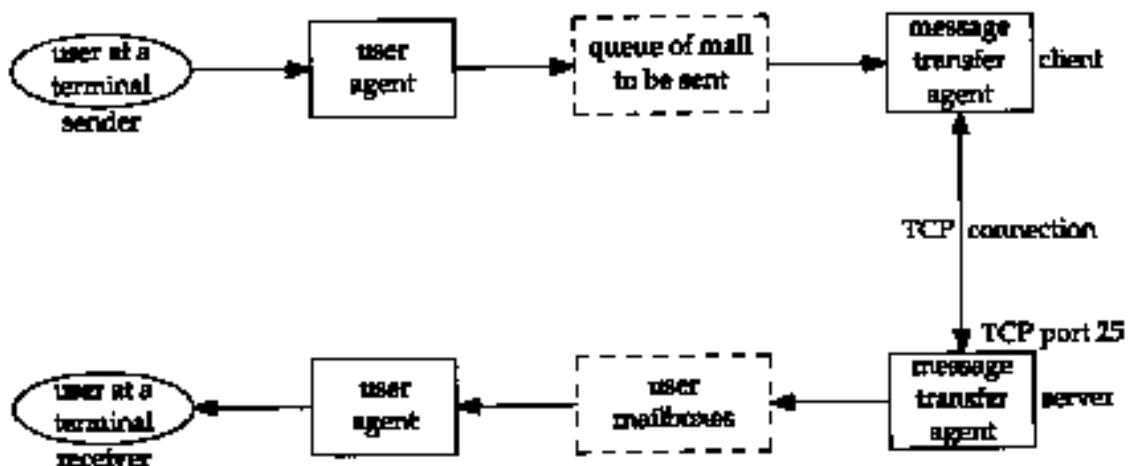 user at a
terminal
sender
user
agent
queue of mail
to be sent
message
transfer
agent
client
TCP connection
TCP port 25
user at a
terminal
receiver
user
agent
user
mailboxes
message
transfer
agent
server